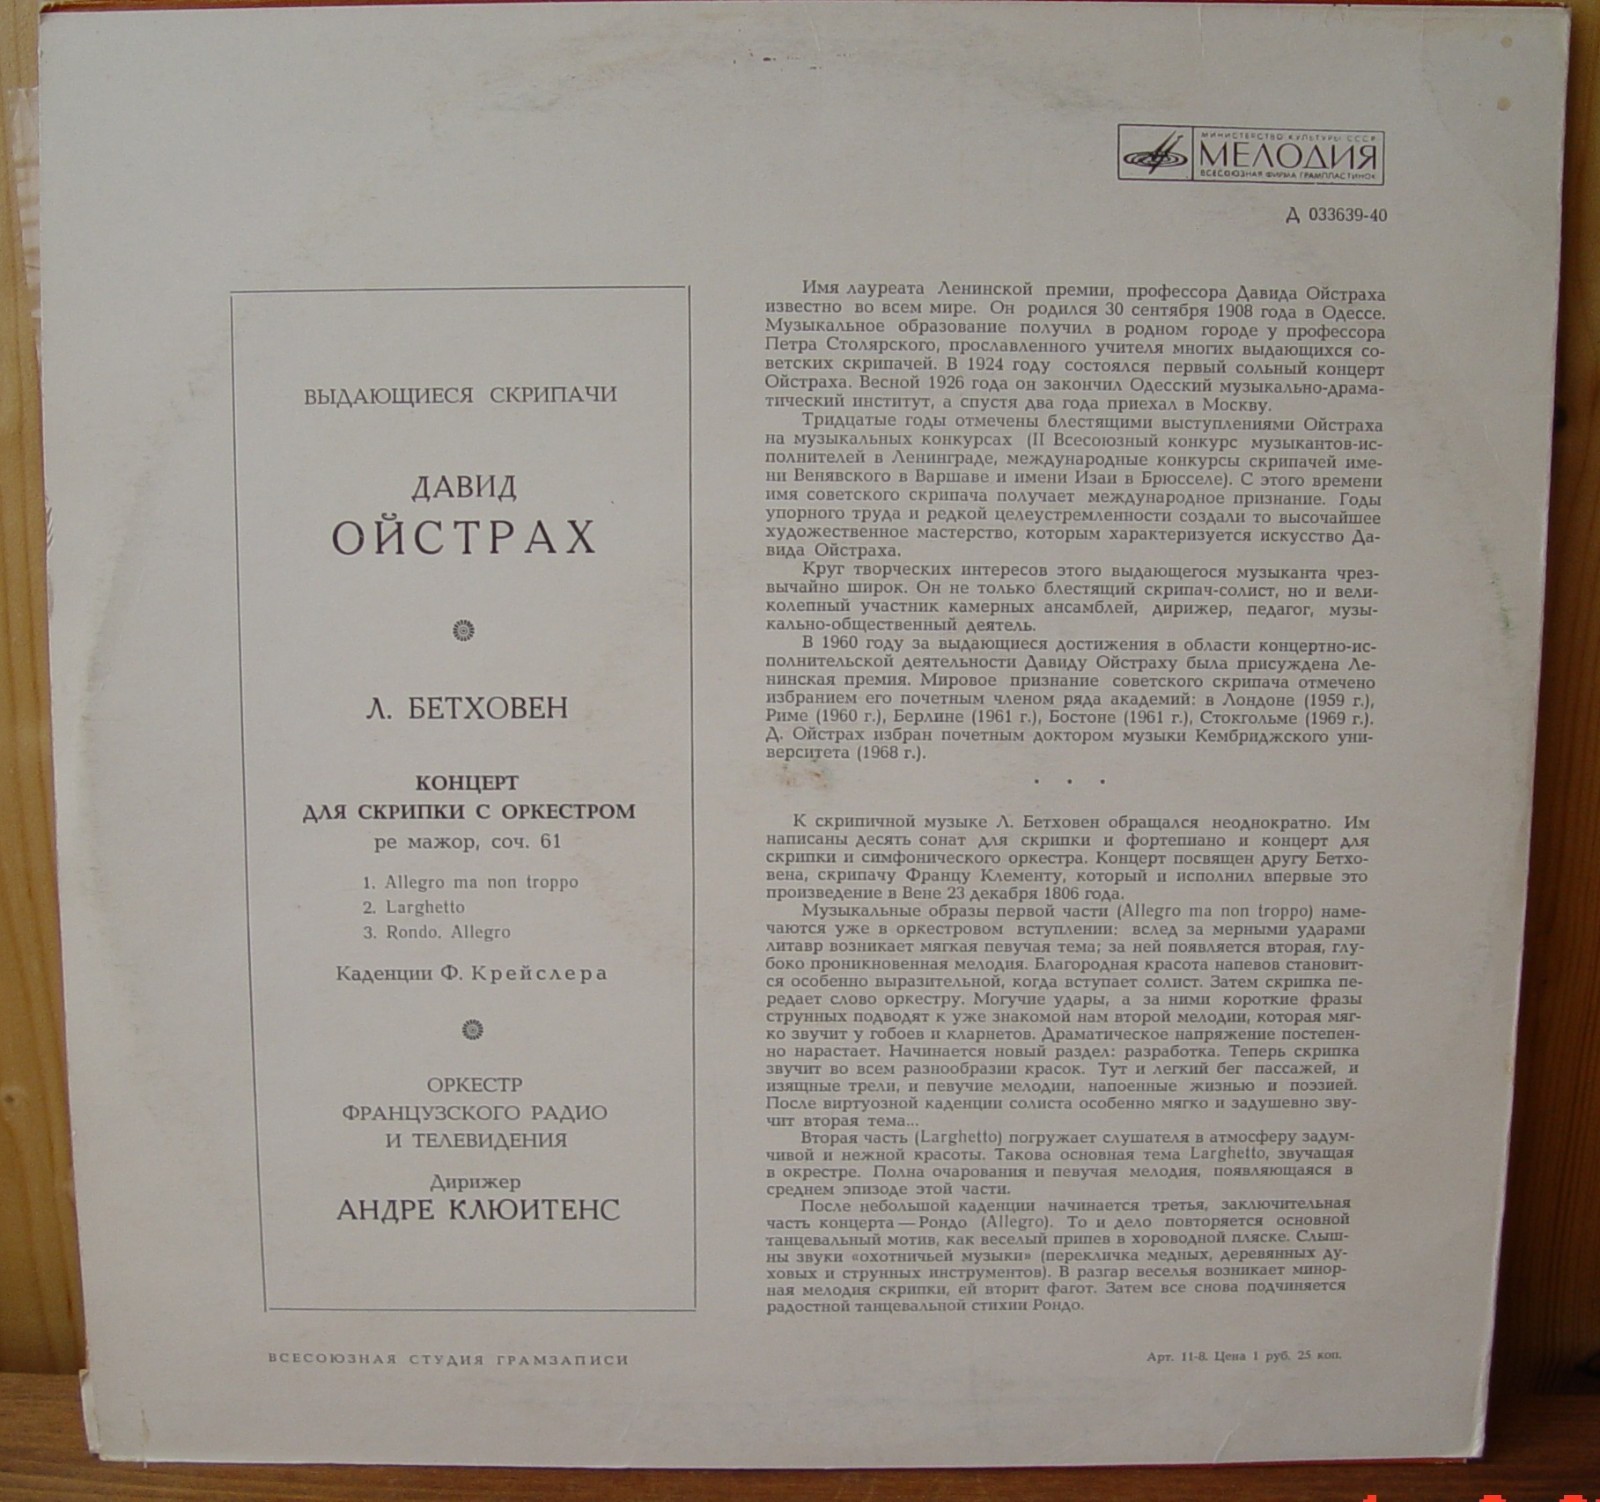 МИНИСТЕРСТВО КУЛЬТУРЫ СССР
МЕЛОДИЯ
ВСЕСОЮЗНАЯ ФИРМА ГРАМПЛАСТИНОК
Д 033639-40
ВЫДАЮЩИЕСЯ СКРИПАЧИ
ДАВИД
ОЙСТРАХ
Л. БЕТХОВЕН
КОНЦЕРТ
ДЛЯ СКРИПКИ С ОРКЕСТРОМ
ре мажор, соч. 61
1. Allegro ma non troppo
2. Larghetto
3. Rondo. Allegro
Каденции Ф. Крейслера
ОРКЕСТР
ФРАНЦУЗСКОГО РАДИО
И ТЕЛЕВИДЕНИЯ
Дирижер
АНДРЕ КЛЮИТЕНС
ВСЕСОЮЗНАЯ СТУДИЯ ГРАМЗАПИСИ
Имя лауреата Ленинской премии, профессора Давида Ойстраха
известно во всем мире. Он родился 30 сентября 1908 года в Одессе.
Музыкальное образование получил в родном городе у профессора
Петра Столярского, прославленного учителя многих выдающихся со-
ветских скрипачей. В 1924 году состоялся первый сольный концерт
Ойстраха. Весной 1926 года он закончил Одесский музыкально-драма-
тический институт, а спустя два года приехал в Москву.
Тридцатые годы отмечены блестящими выступлениями Ойстраха
на музыкальных конкурсах (II Всесоюзный конкурс музыкантов-ис-
полнителей в Ленинграде, международные конкурсы скрипачей име-
ни Венявского в Варшаве и имени Изаи в Брюсселе). С этого времени
имя советского скрипача получает международное признание. Годы
упорного труда и редкой целеустремленности создали то высочайшее
художественное мастерство, которым характеризуется искусство Да-
вида Ойстраха.
Круг творческих интересов этого выдающегося музыканта чрез-
вычайно широк. Он не только блестящий скрипач-солист, но и вели-
колепный участник камерных ансамблей, дирижер, педагог, музы-
кально-общественный деятель.
В 1960 году за выдающиеся достижения в области концертно-ис-
полнительской деятельности Давиду Ойстраху была присуждена Ле-
нинская премия. Мировое признание советского скрипача отмечено
избранием его почетным членом ряда академий: в Лондоне (1959 г.),
Риме (1960 г.), Берлине (1961 г.), Бостоне (1961 г.), Стокгольме (1969 г.).
Д. Ойстрах избран почетным доктором музыки Кембриджского уни-
верситета (1968 г.).
. . .
К скрипичной музыке Л. Бетховен обращался неоднократно. Им
написаны десять сонат для скрипки и фортепиано и концерт для
скрипки и симфонического оркестра. Концерт посвящен другу Бетхо-
вена, скрипачу Францу Клементу, который и исполнил впервые это
произведение в Вене 23 декабря 1806 года.
Музыкальные образы первой части (Allegro ma non troppo) наме-
чаются уже в оркестровом вступлении: вслед за мерными ударами
литавр возникает мягкая певучая тема; за ней появляется вторая, глу-
боко проникновенная мелодия. Благородная красота напевов становит-
ся особенно выразительной, когда вступает солист. Затем скрипка пе-
редает слово оркестру. Могучие удары, а за ними короткие фразы
струнных подводят к уже знакомой нам второй мелодии, которая мяг-
ко звучит у гобоев и кларнетов. Драматическое напряжение постепен-
но нарастает. Начинается новый раздел: разработка. Теперь скрипка
звучит во всем разнообразии красок. Тут и легкий бег пассажей, и
изящные трели, и певучие мелодии, напоенные жизнью и поэзией.
После виртуозной каденции солиста особенно мягко и задушевно зву-
чит вторая тема...
Вторая часть (Larghetto) погружает слушателя в атмосферу задум-
чивой и нежной красоты. Такова основная тема Larghetto, звучащая
в окрестре. Полна очарования и певучая мелодия, появляющаяся в
среднем эпизоде этой части.
После небольшой каденции начинается третья, заключительная
часть концерта — Рондо (Allegro). То и дело повторяется основной
танцевальный мотив, как веселый припев в хороводной пляске. Слыш-
ны звуки «охотничьей музыки» (перекличка медных, деревянных ду-
ховых и струнных инструментов). В разгар веселья возникает минор-
ная мелодия скрипки, ей вторит фагот. Затем все снова подчиняется
радостной танцевальной стихии Рондо.
Арт. 11-8. Цена 1 руб. 25 коп.